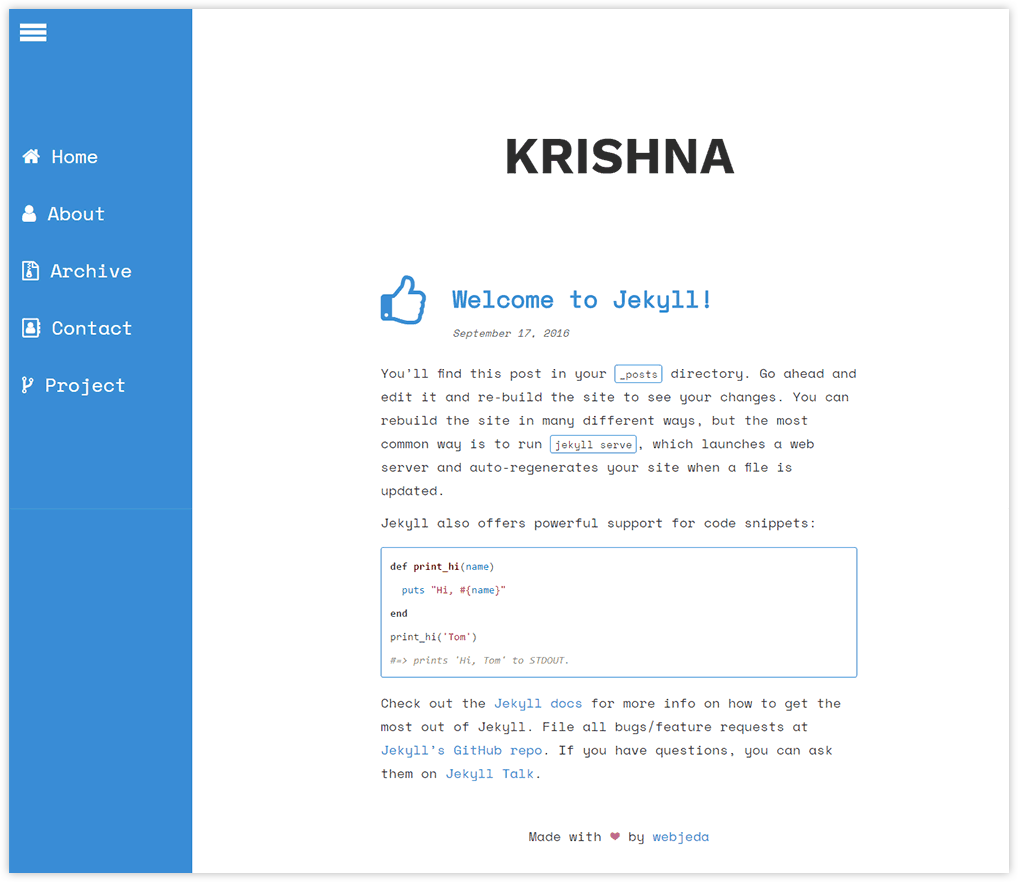 Home
About
Archive
Contact
Project
KRISHNA
Welcome to Jekyll!
September 17, 2016
You’ll find this post in your _posts directory. Go ahead and
edit it and re-build the site to see your changes. You can
rebuild the site in many different ways, but the most
common way is to run jekyll serve, which launches a web
server and auto-regenerates your site when a file is
updated.
Jekyll also offers powerful support for code snippets:
def print_hi(name)
  puts "Hi, #{name}"
end
print_hi('Tom')
#=> prints 'Hi, Tom' to STDOUT.
Check out the Jekyll docs for more info on how to get the
most out of Jekyll. File all bugs/feature requests at
Jekyll’s GitHub repo. If you have questions, you can ask
them on Jekyll Talk.
Made with ❤ by webjeda